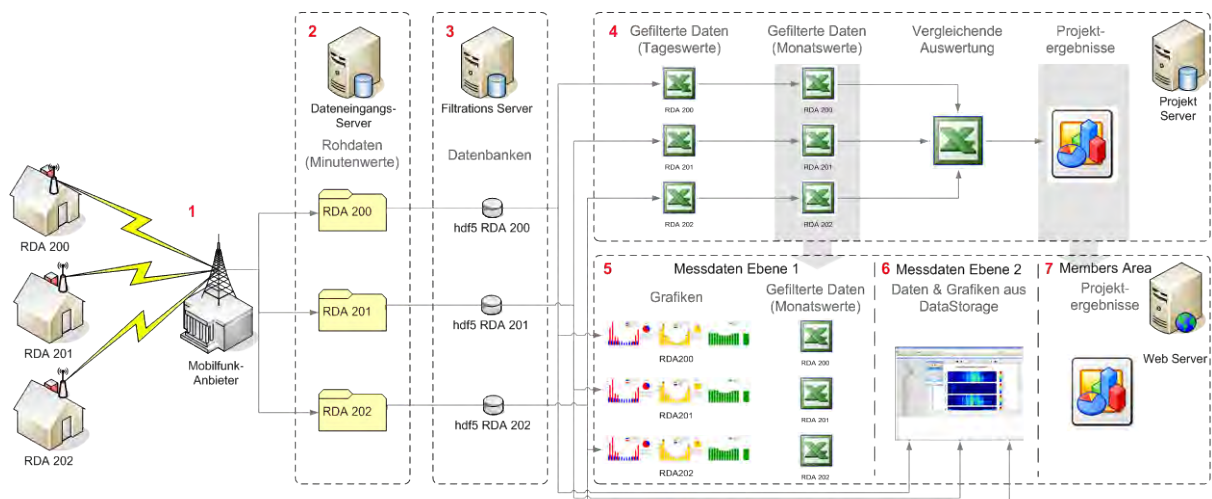 1
RDA 200
RDA 201
RDA 202
Mobilfunk-
Anbieter
2
Dateneingangs-
Server
Rohdaten
(Minutenwerte)
RDA 200
RDA 201
RDA 202
3
Filtrations Server
Datenbanken
hdf5 RDA 200
hdf5 RDA 201
hdf5 RDA 202
4
Gefilterte Daten
(Tageswerte)
RDA 200
RDA 201
RDA 202
Gefilterte Daten
(Monatswerte)
RDA 200
RDA 201
RDA 202
Vergleichende
Auswertung
Projekt-
ergebnisse
Projekt
Server
5
Messdaten Ebene 1
Grafiken
RDA200
RDA201
RDA202
Gefilterte Daten
(Monatswerte)
RDA 200
RDA 201
RDA 202
6
Messdaten Ebene 2
Daten & Grafiken aus
DataStorage
7
Members Area
Projekt-
ergebnisse
Web Server